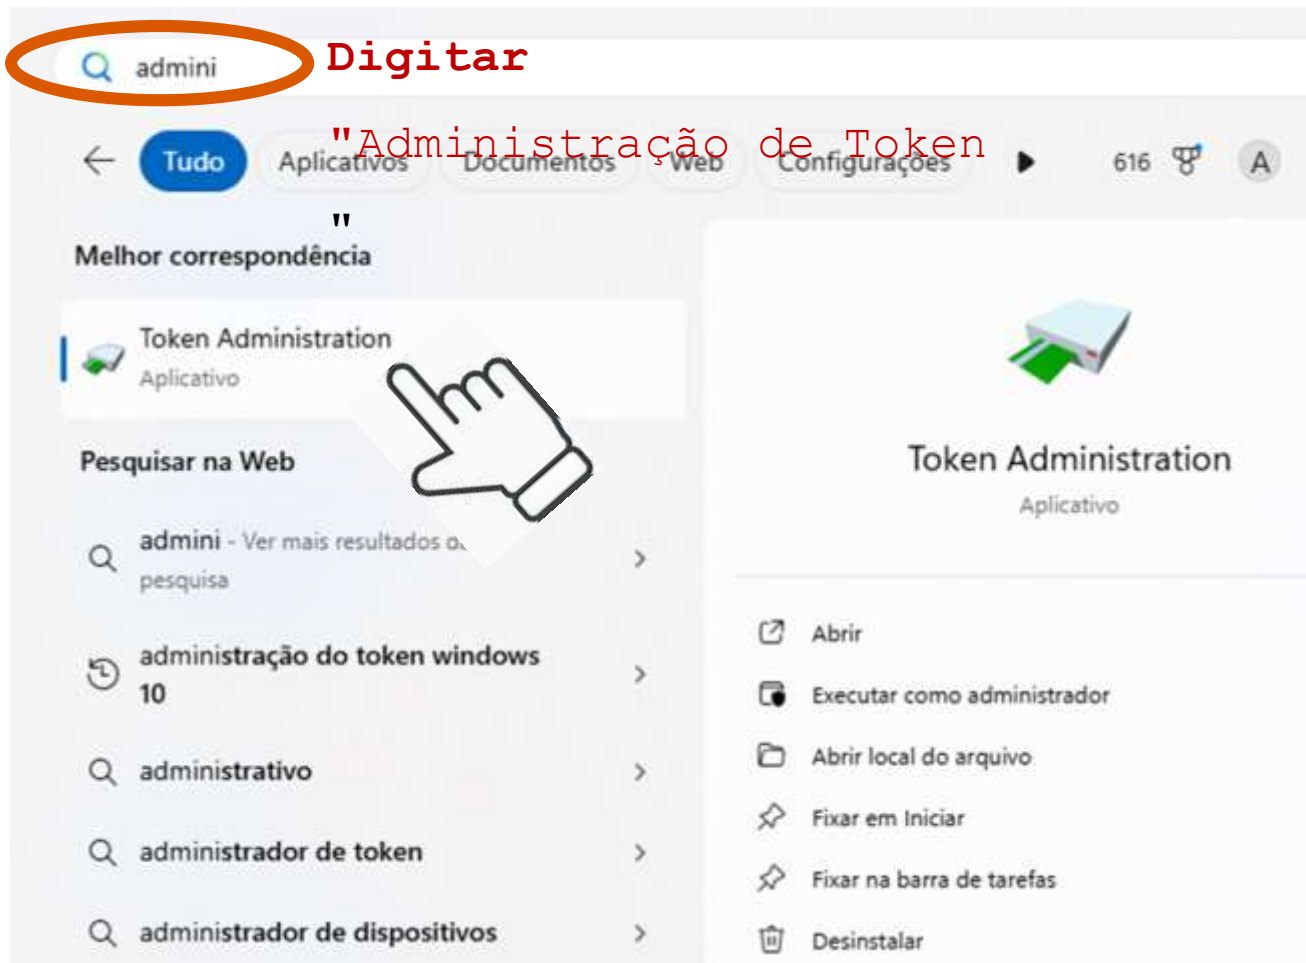 admini
Digitar
"Administração de Token
"
Tudo Aplicativos Documentos Web Configurações 616 A
Melhor correspondência
Token Administration
Aplicativo
Pesquisar na Web
admini - Ver mais resultados
pesquisa
administração do token windows
10
administrativo
administrador de token
administrador de dispositivos
Token Administration
Aplicativo
Abrir
Executar como administrador
Abrir local do arquivo
Fixar em Iniciar
Fixar na barra de tarefas
Desinstalar